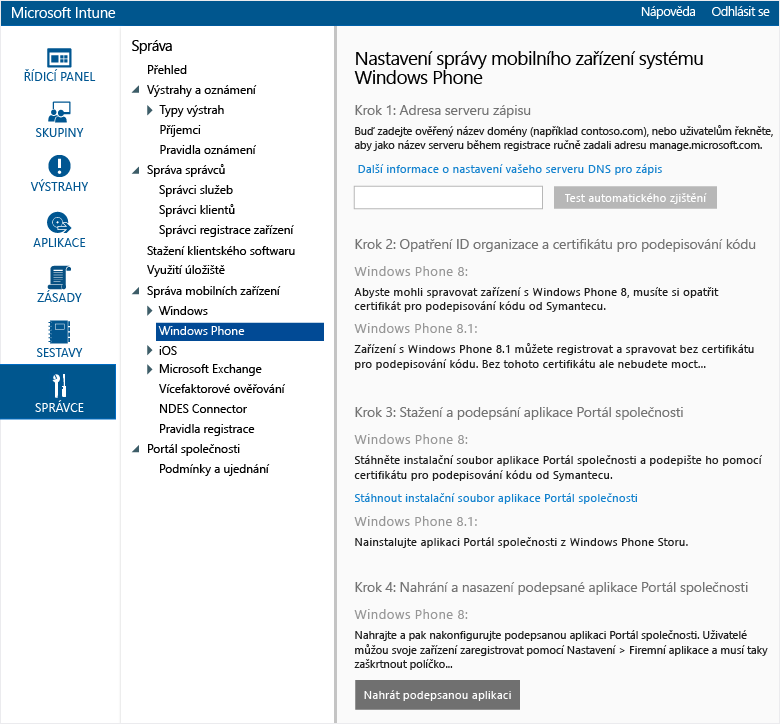 Microsoft Intune
Nápověda Odhlásit se
ŘÍDICÍ PANEL
SKUPINY
VÝSTRAHY
APLIKACE
ZÁSADY
SESTAVY
SPRÁVCE
Správa
Přehled
Výstrahy a oznámení
Typy výstrah
Příjemci
Pravidla oznámení
Správa správců
Správci služeb
Správci klientů
Správci registrace zařízení
Stažení klientského softwaru
Využití úložiště
Správa mobilních zařízení
Windows
Windows Phone
iOS
Microsoft Exchange
Vícefaktorové ověřování
NDES Connector
Pravidla registrace
Portál společnosti
Podmínky a ujednání
Nastavení správy mobilního zařízení systému
Windows Phone
Krok 1: Adresa serveru zápisu
Buď zadejte ověřený název domény (například contoso.com), nebo uživatelům řekněte,
aby jako název serveru během registrace ručně zadali adresu manage.microsoft.com.
Další informace o nastavení vašeho serveru DNS pro zápis
Test automatického zjištění
Krok 2: Opatření ID organizace a certifikátu pro podepisování kódu
Windows Phone 8:
Abyste mohli spravovat zařízení s Windows Phone 8, musíte si opatřit
certifikát pro podepisování kódu od Symantecu.
Windows Phone 8.1:
Zařízení s Windows Phone 8.1 můžete registrovat a spravovat bez certifikátu
pro podepisování kódu. Bez tohoto certifikátu ale nebudete moct...
Krok 3: Stažení a podepsání aplikace Portál společnosti
Windows Phone 8:
Stáhněte instalační soubor aplikace Portál společnosti a podepište ho pomocí
certifikátu pro podepisování kódu od Symantecu.
Stáhnout instalační soubor aplikace Portál společnosti
Windows Phone 8.1:
Nainstalujte aplikaci Portál společnosti z Windows Phone Storu.
Krok 4: Nahrání a nasazení podepsané aplikace Portál společnosti
Windows Phone 8:
Nahrajte a pak nakonfigurujte podepsanou aplikaci Portál společnosti. Uživatelé
můžou svoje zařízení zaregistrovat pomocí Nastavení > Firemní aplikace a musí taky
zaškrtnout políčko...
Nahrát podepsanou aplikaci